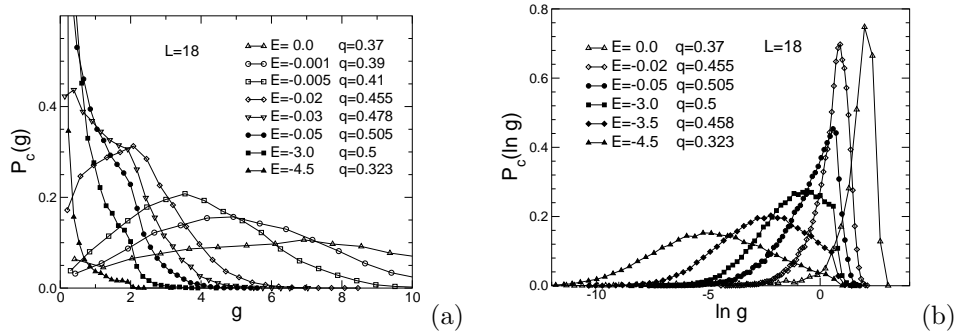 L=18
E= 0.0 q=0.37
E=-0.001 q=0.39
E=-0.005 q=0.41
E=-0.02 q=0.455
E=-0.03 q=0.478
E=-0.05 q=0.505
E=-3.0 q=0.5
E=-4.5 q=0.323
P_c(g)
0.4
0.2
0.0
0 2 4 6 8 10
g
(a)
L=18
E= 0.0 q=0.37
E=-0.02 q=0.455
E=-0.05 q=0.505
E=-3.0 q=0.5
E=-3.5 q=0.458
E=-4.5 q=0.323
P_c(ln g)
0.8
0.6
0.4
0.2
0.0
-10 -5 0
ln g
(b)